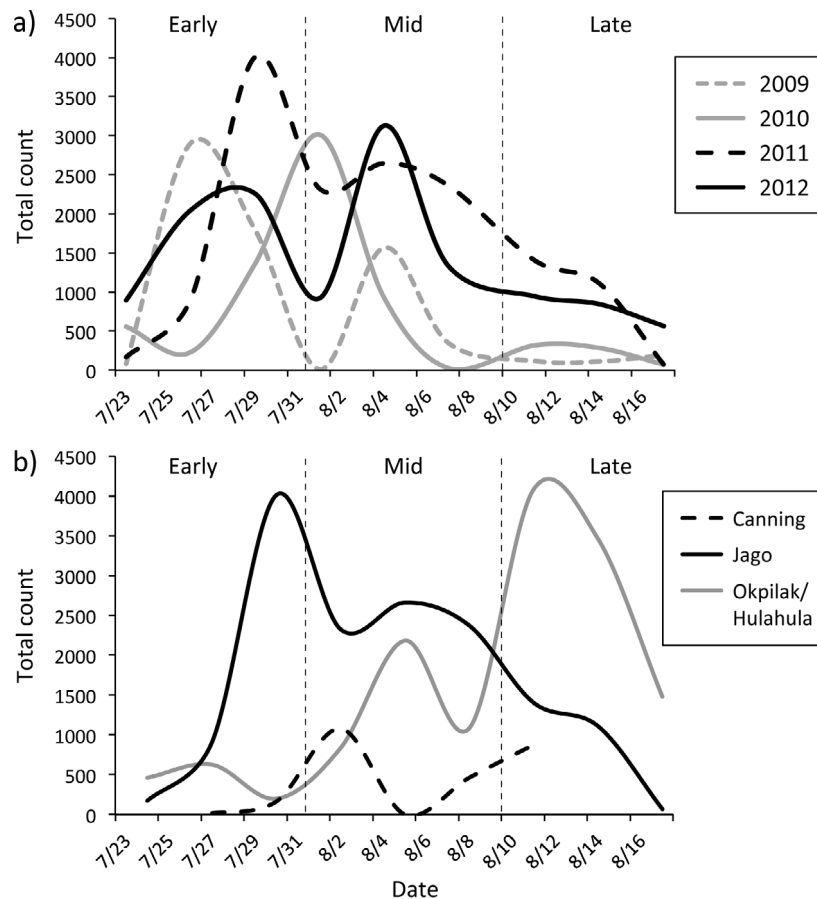 a)
Early Mid Late
Total count
4500
4000
3500
3000
2500
2000
1500
1000
500
0
7/23 7/25 7/27 7/29 7/31 8/2 8/4 8/6 8/8 8/10 8/12 8/14 8/16
2009
2010
2011
2012
b)
Early Mid Late
Total count
4500
4000
3500
3000
2500
2000
1500
1000
500
0
7/23 7/25 7/27 7/29 7/31 8/2 8/4 8/6 8/8 8/10 8/12 8/14 8/16
Date
Canning
Jago
Okpilak/
Hulahula